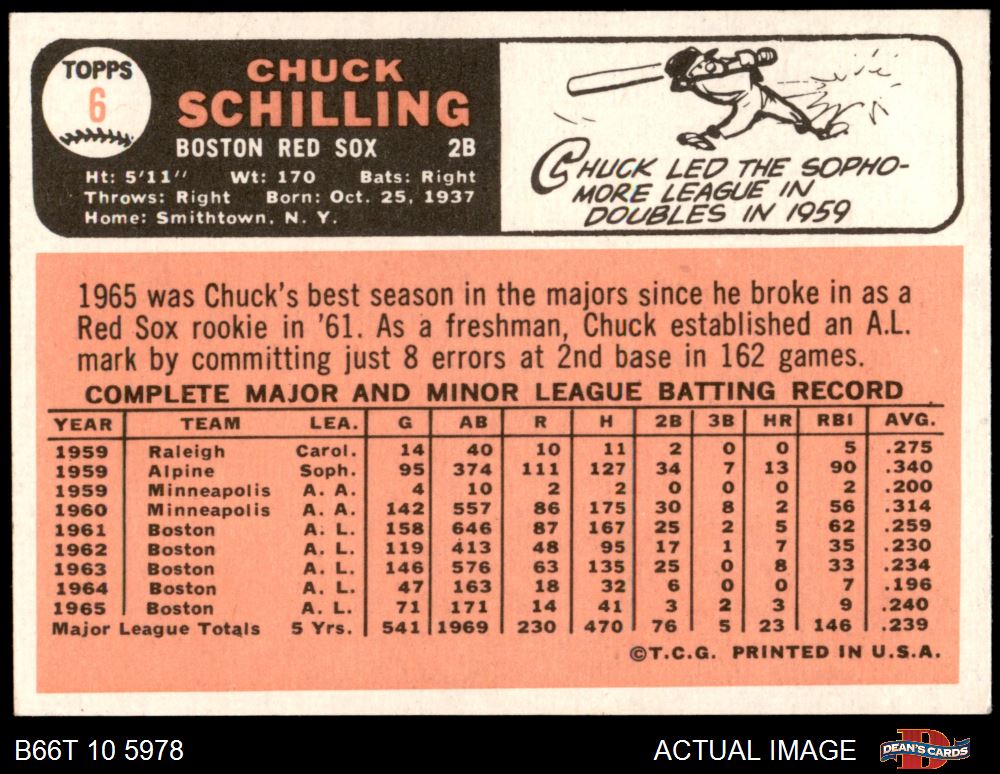 TOPPS
6
CHUCK
SCHILLING
BOSTON RED SOX 2B
Ht: 5'11" Wt: 170 Bats: Right
Throws: Right Born: Oct. 25, 1937
Home: Smithtown, N. Y.
CHUCK LED THE SOPHO-
MORE LEAGUE IN
DOUBLES IN 1959
1965 was Chuck's best season in the majors since he broke in as a
Red Sox rookie in '61. As a freshman, Chuck established an A.L.
mark by committing just 8 errors at 2nd base in 162 games.
COMPLETE MAJOR AND MINOR LEAGUE BATTING RECORD
YEAR TEAM LEA. G AB R H 2B 3B HR RBI AVG.
1959 Raleigh Carol. 14 40 10 11 2 0 0 5 .275
1959 Alpine Soph. 95 374 111 127 34 7 13 90 .340
1959 Minneapolis A. A. 4 10 2 2 0 0 0 2 .200
1960 Minneapolis A. A. 142 557 86 175 30 8 2 56 .314
1961 Boston A. L. 158 646 87 167 25 2 5 62 .259
1962 Boston A. L. 119 413 48 95 17 1 7 35 .230
1963 Boston A. L. 146 576 63 135 25 0 8 33 .234
1964 Boston A. L. 47 163 18 32 6 0 0 7 .196
1965 Boston A. L. 71 171 14 41 3 2 3 9 .240
Major League Totals 5 Yrs. 541 1969 230 470 76 5 23 146 .239
©T.C.G. PRINTED IN U.S.A.
B66T 10 5978 ACTUAL IMAGE DEAN'S CARDS